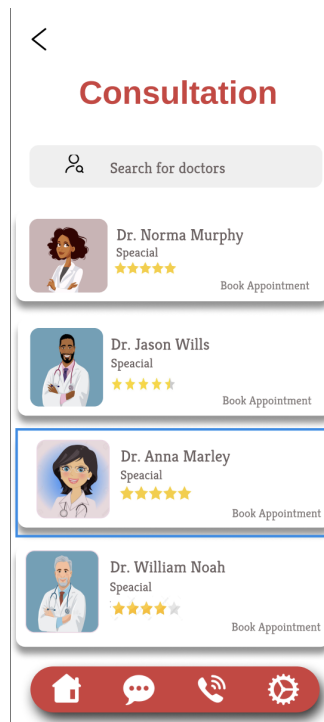 Consultation
Search for doctors
Dr. Norma Murphy
Speacial
Book Appointment
Dr. Jason Wills
Speacial
Book Appointment
Dr. Anna Marley
Speacial
Book Appointment
Dr. William Noah
Speacial
Book Appointment